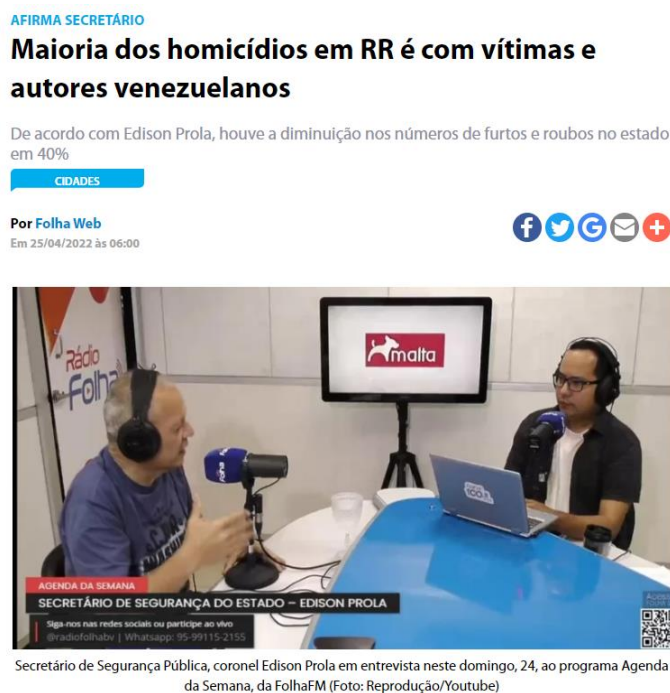 AFIRMA SECRETÁRIO
Maioria dos homicídios em RR é com vítimas e
autores venezuelanos
De acordo com Edison Prola, houve a diminuição nos números de furtos e roubos no estado
em 40%
CIDADES
Por Folha Web
Em 25/04/2022 às 06:00
Rádio
Folha
malta
Folha
100.3
AGENDA DA SEMANA
SECRETÁRIO DE SEGURANÇA DO ESTADO – EDISON PROLA
Siga-nos nas redes sociais ou participe ao vivo
@radiofolhabv | Whatsapp: 95-99115-2155
Secretário de Segurança Pública, coronel Edison Prola em entrevista neste domingo, 24, ao programa Agenda
da Semana, da FolhaFM (Foto: Reprodução/Youtube)